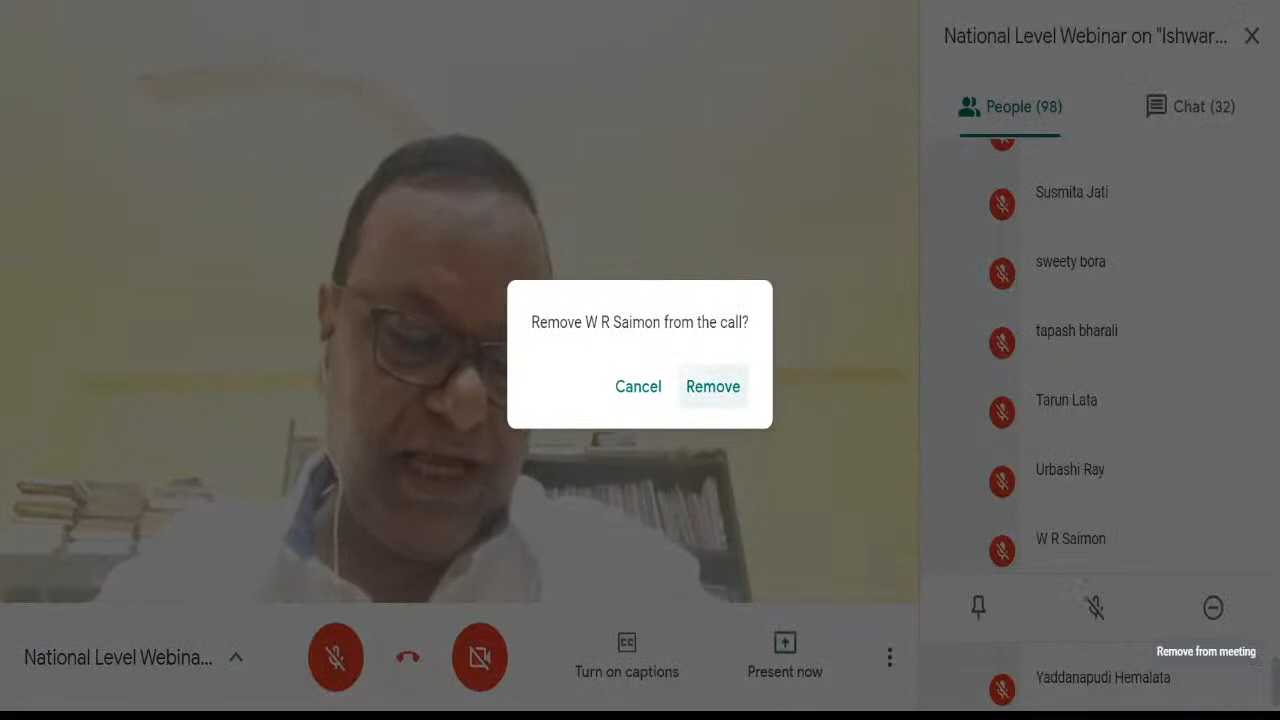 National Level Webinar on "Ishwar...
People (98)
Chat (32)
Susmita Jati
sweety bora
tapash bharali
Tarun Lata
Urbashi Ray
W R Saimon
Remove from meeting
Yaddanapudi Hemalata
Remove W R Saimon from the call?
Cancel
Remove
National Level Webina...
Turn on captions
Present now